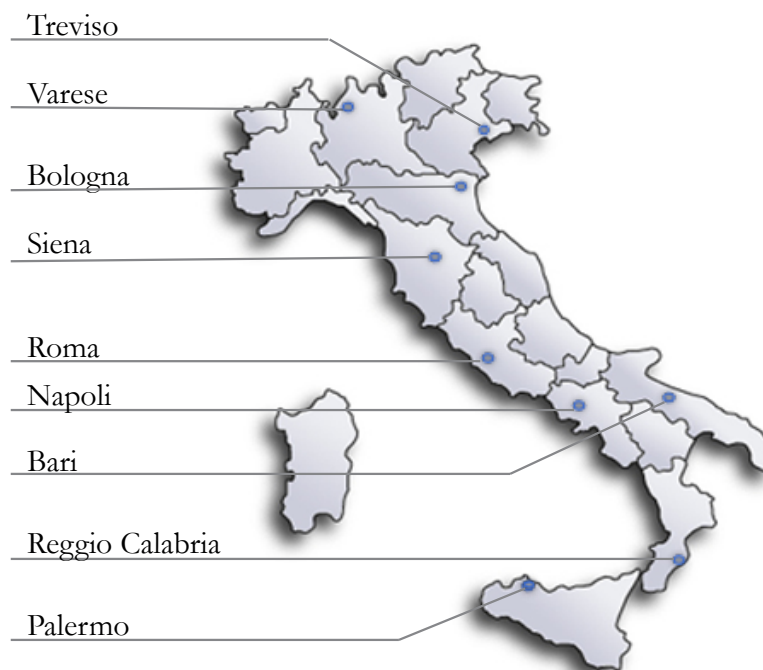 Treviso
Varese
Bologna
Siena
Roma
Napoli
Bari
Reggio Calabria
Palermo